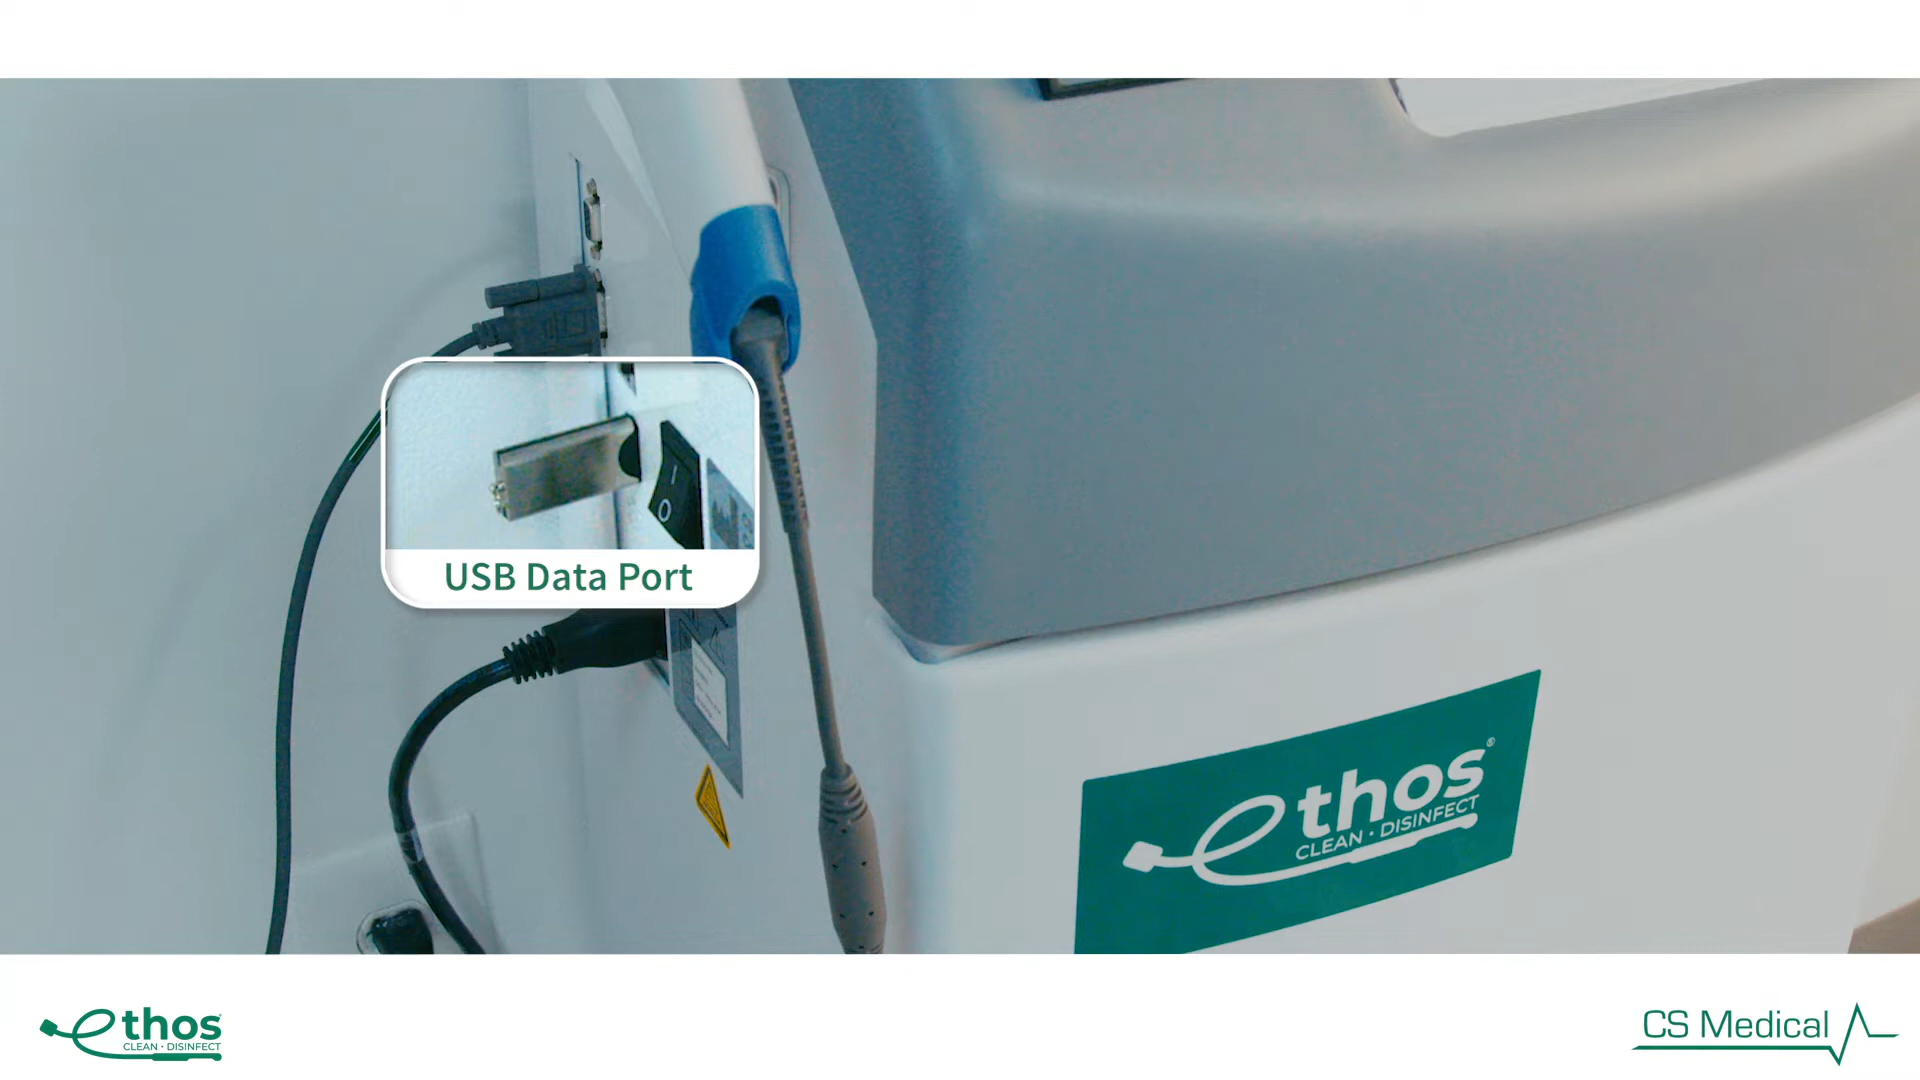 I
O
USB Data Port
ethos®
CLEAN · DISINFECT
ethos®
CLEAN · DISINFECT
CS Medical